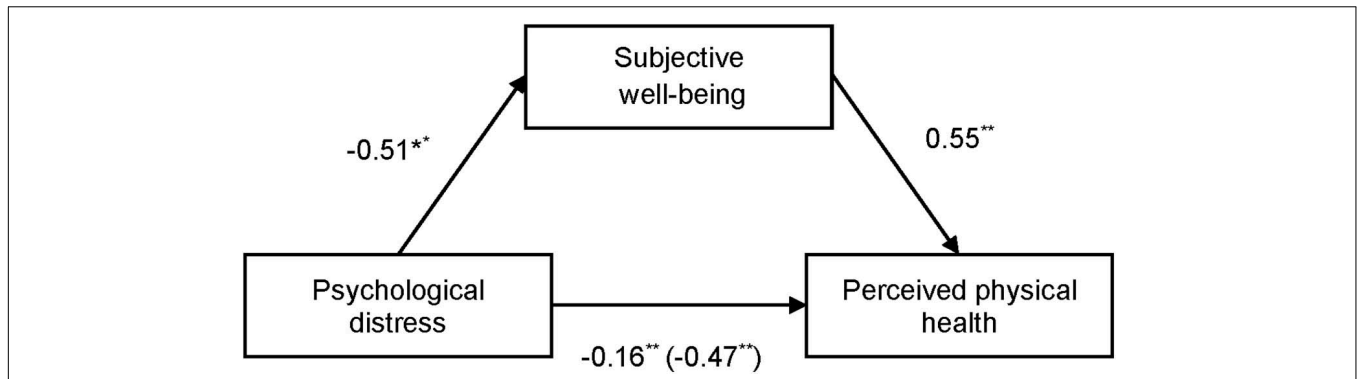 Subjective
well-being
-0.51**
0.55**
Psychological
distress
Perceived physical
health
-0.16** (-0.47**)